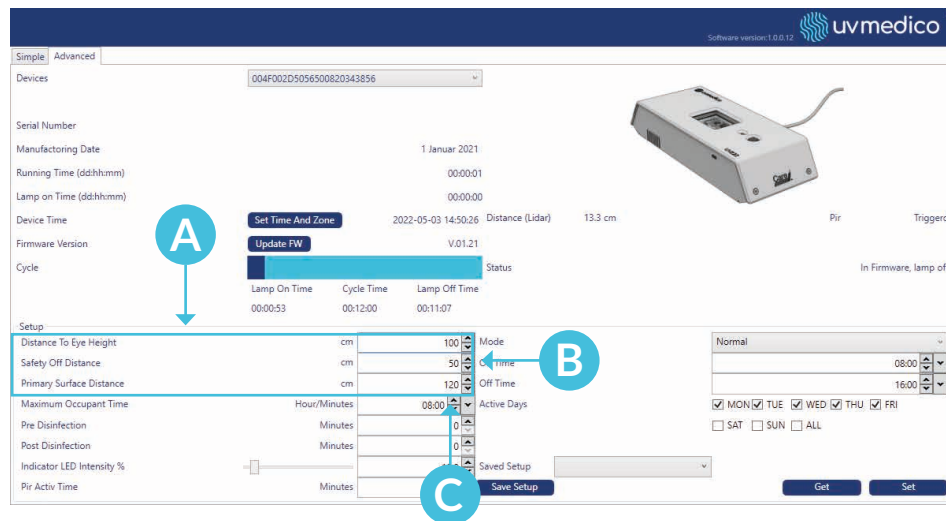 uvmedico
Software version:1.0.0.12
Simple Advanced
Devices 004F002D5056500820343856
Serial Number
Manufactoring Date 1 Januar 2021
Running Time (dd:hh:mm) 00:00:01
Lamp on Time (dd:hh:mm) 00:00:00
Device Time Set Time And Zone 2022-05-03 14:50:26 Distance (Lidar) 13.3 cm Pir Triggere
A
Firmware Version Update FW V.01.21
Cycle Status In Firmware, lamp of
Lamp On Time Cycle Time Lamp Off Time
00:00:53 00:12:00 00:11:07
Setup
Distance To Eye Height cm 100 Mode Normal
Safety Off Distance cm 50 Time 08:00
B
Primary Surface Distance cm 120 Off Time 16:00
Maximum Occupant Time Hour/Minutes 08:00 Active Days MON TUE WED THU FRI
Pre Disinfection Minutes 0 SAT SUN ALL
Post Disinfection Minutes 0
Indicator LED Intensity % Saved Setup
C
Pir Activ Time Minutes Save Setup Get Set